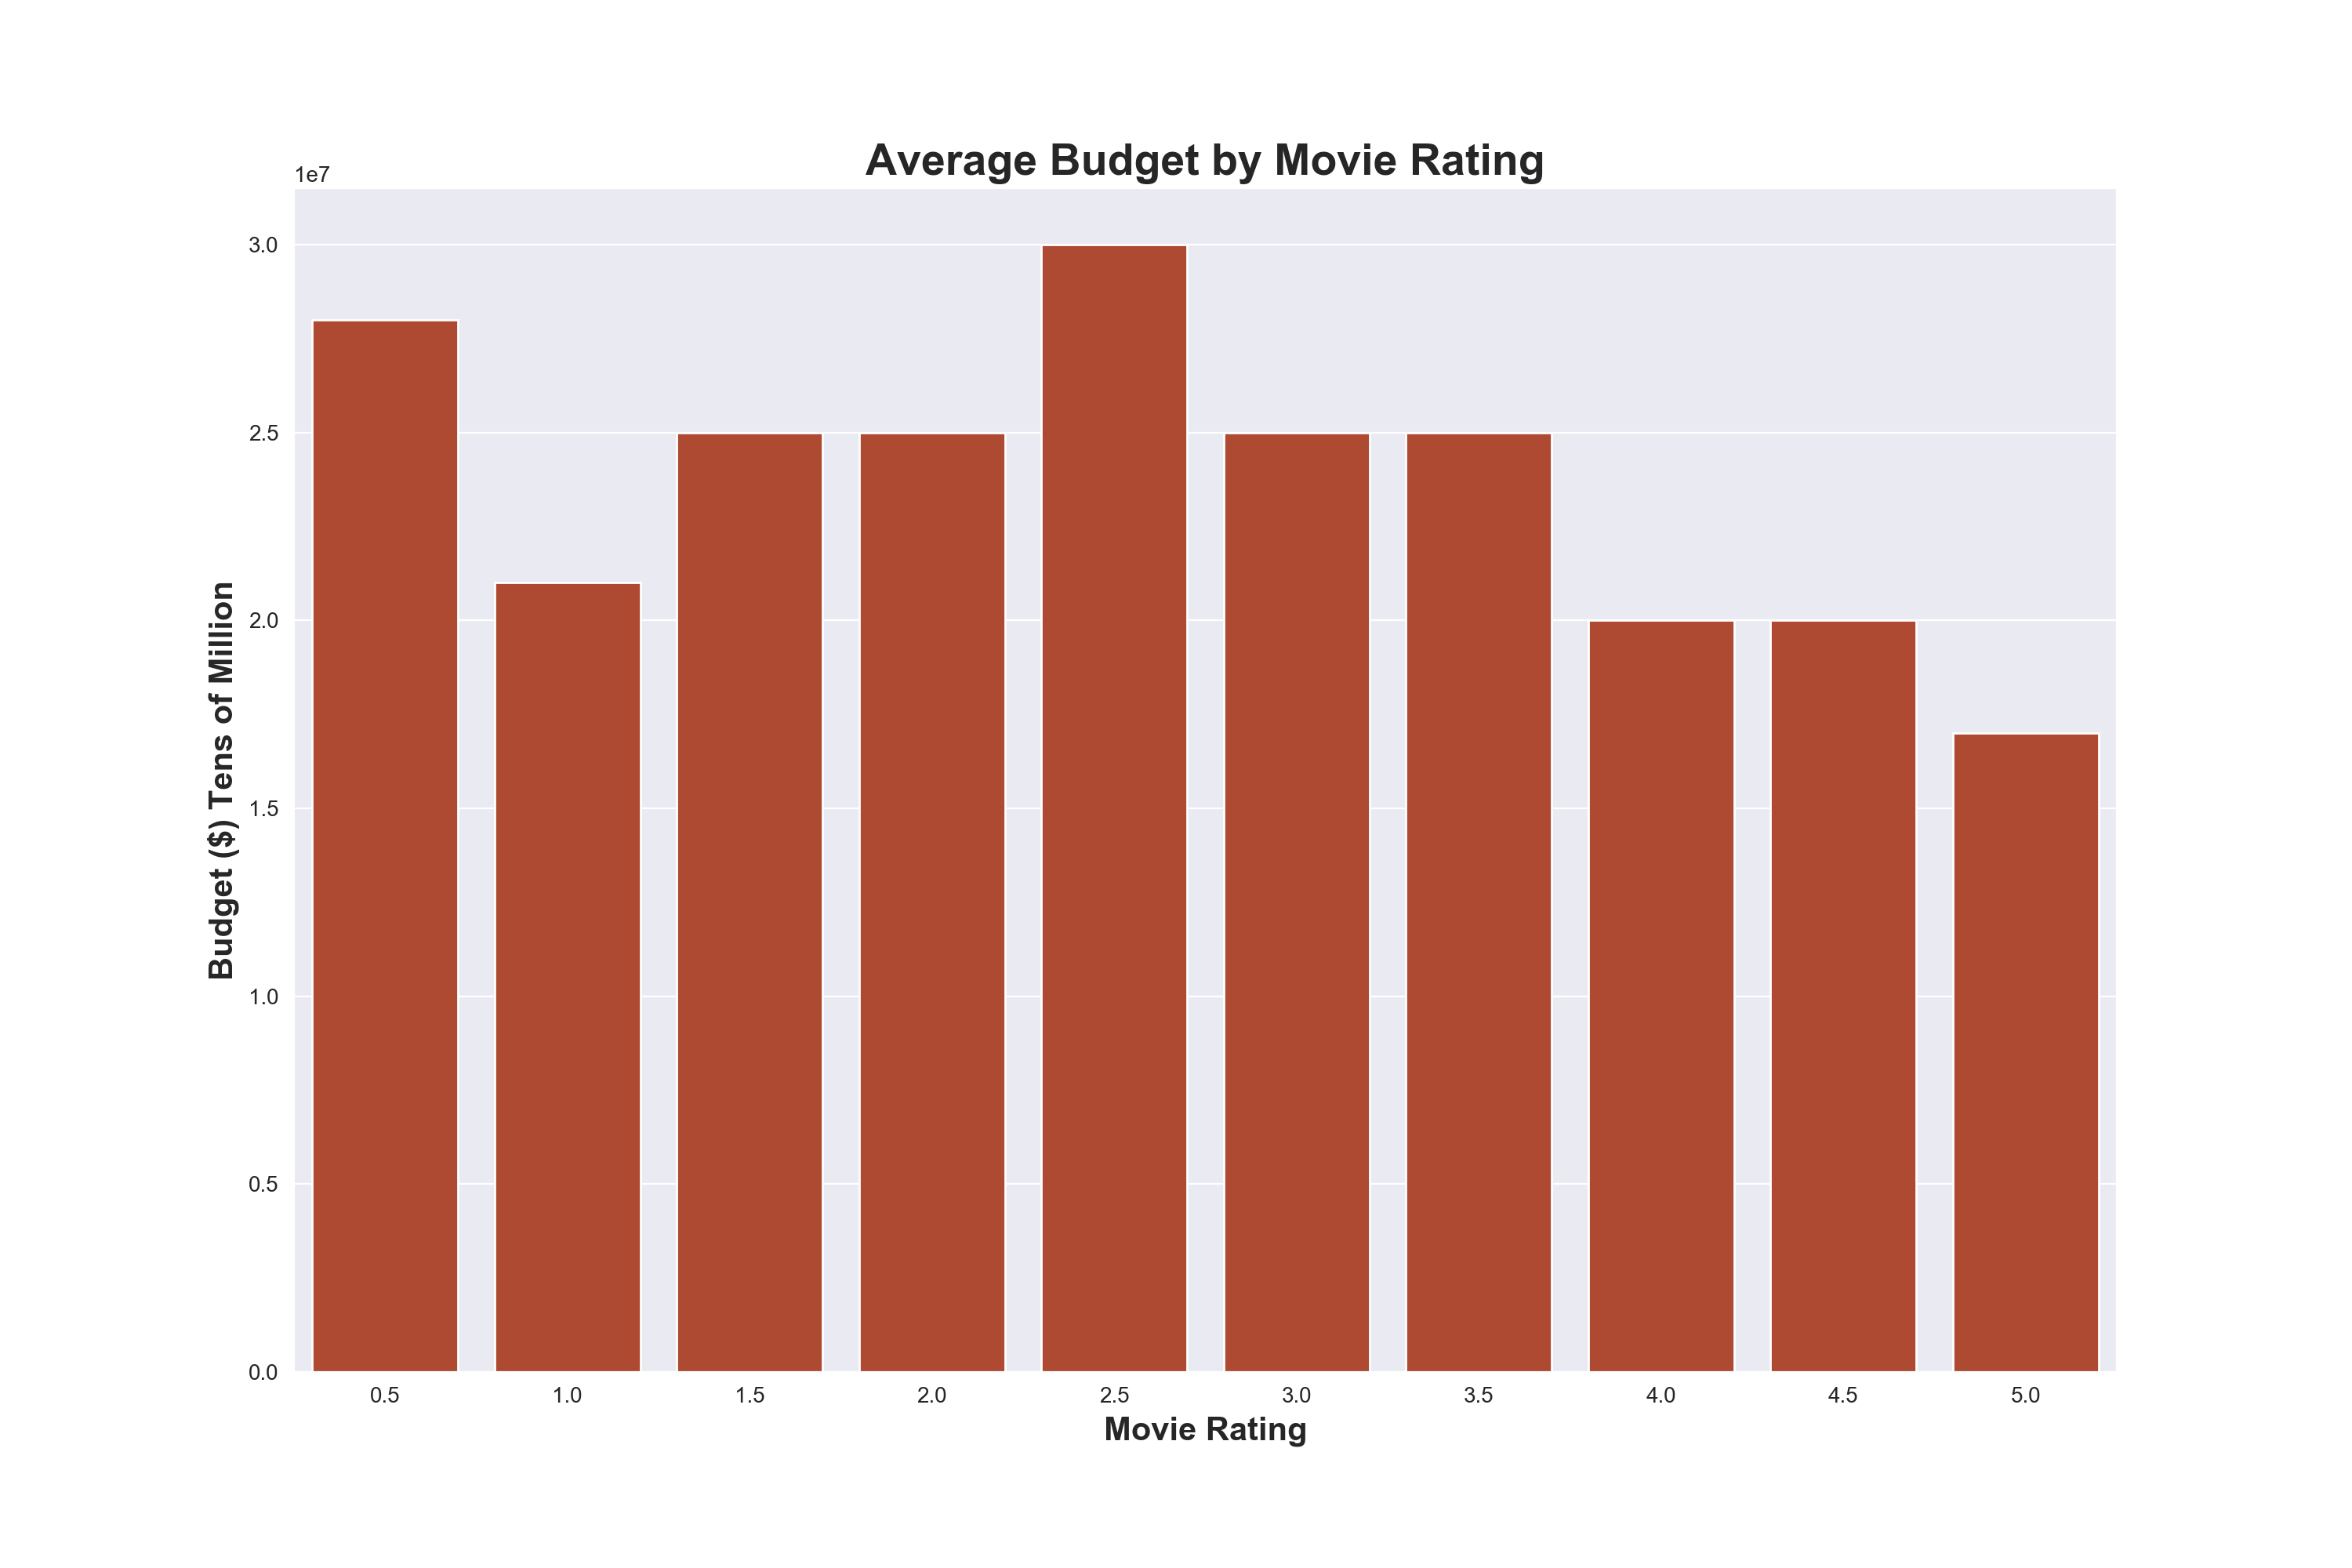 Average Budget by Movie Rating
1e7
3.0
2.5
2.0
1.5
1.0
0.5
0.0
Budget ($) Tens of Million
0.5 1.0 1.5 2.0 2.5 3.0 3.5 4.0 4.5 5.0
Movie Rating